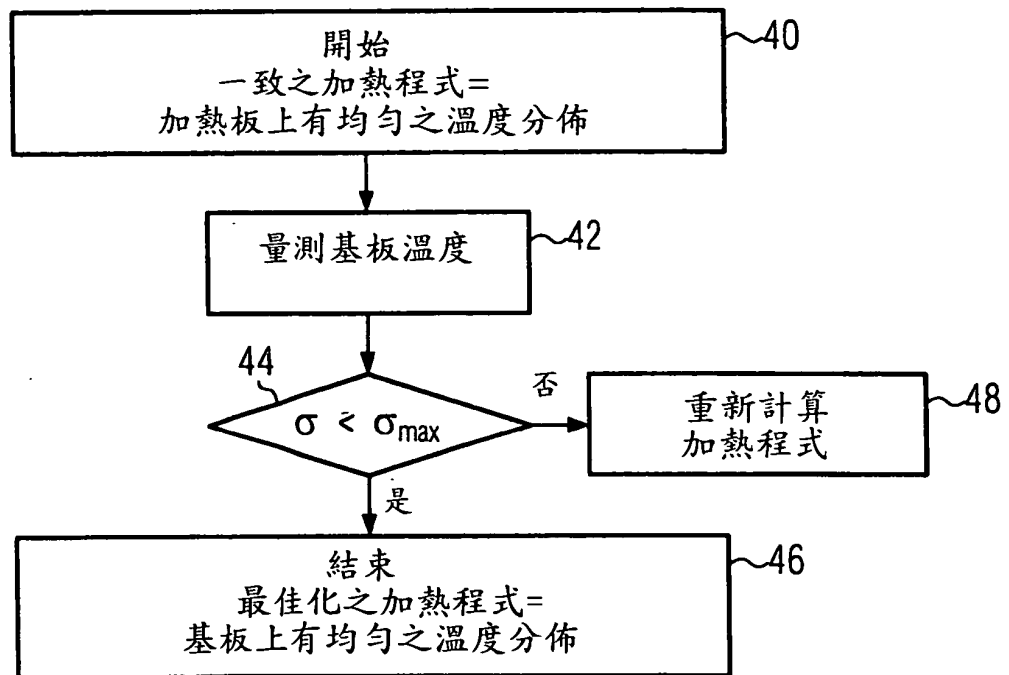 開始
一致之加熱程式=
加熱板上有均勻之溫度分佈
40
量測基板溫度
42
44
σ < σmax
否
重新計算
加熱程式
48
是
結束
最佳化之加熱程式=
基板上有均勻之溫度分佈
46